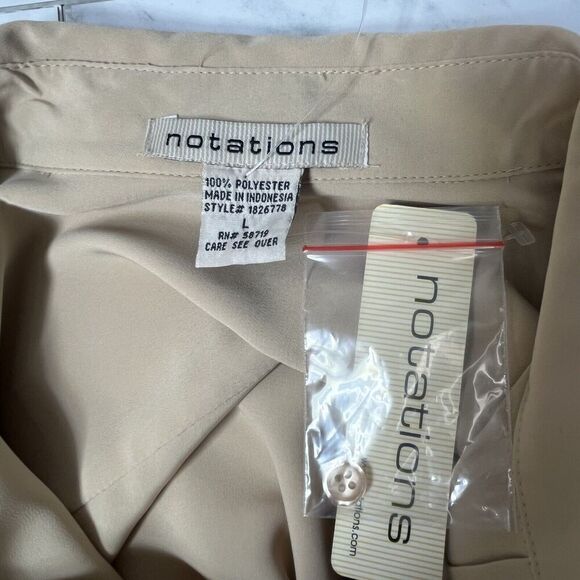 notations
100% POLYESTER
MADE IN INDONESIA
STYLE# 1826778
L
RN# 58719
CARE SEE OVER
notations
tions.com